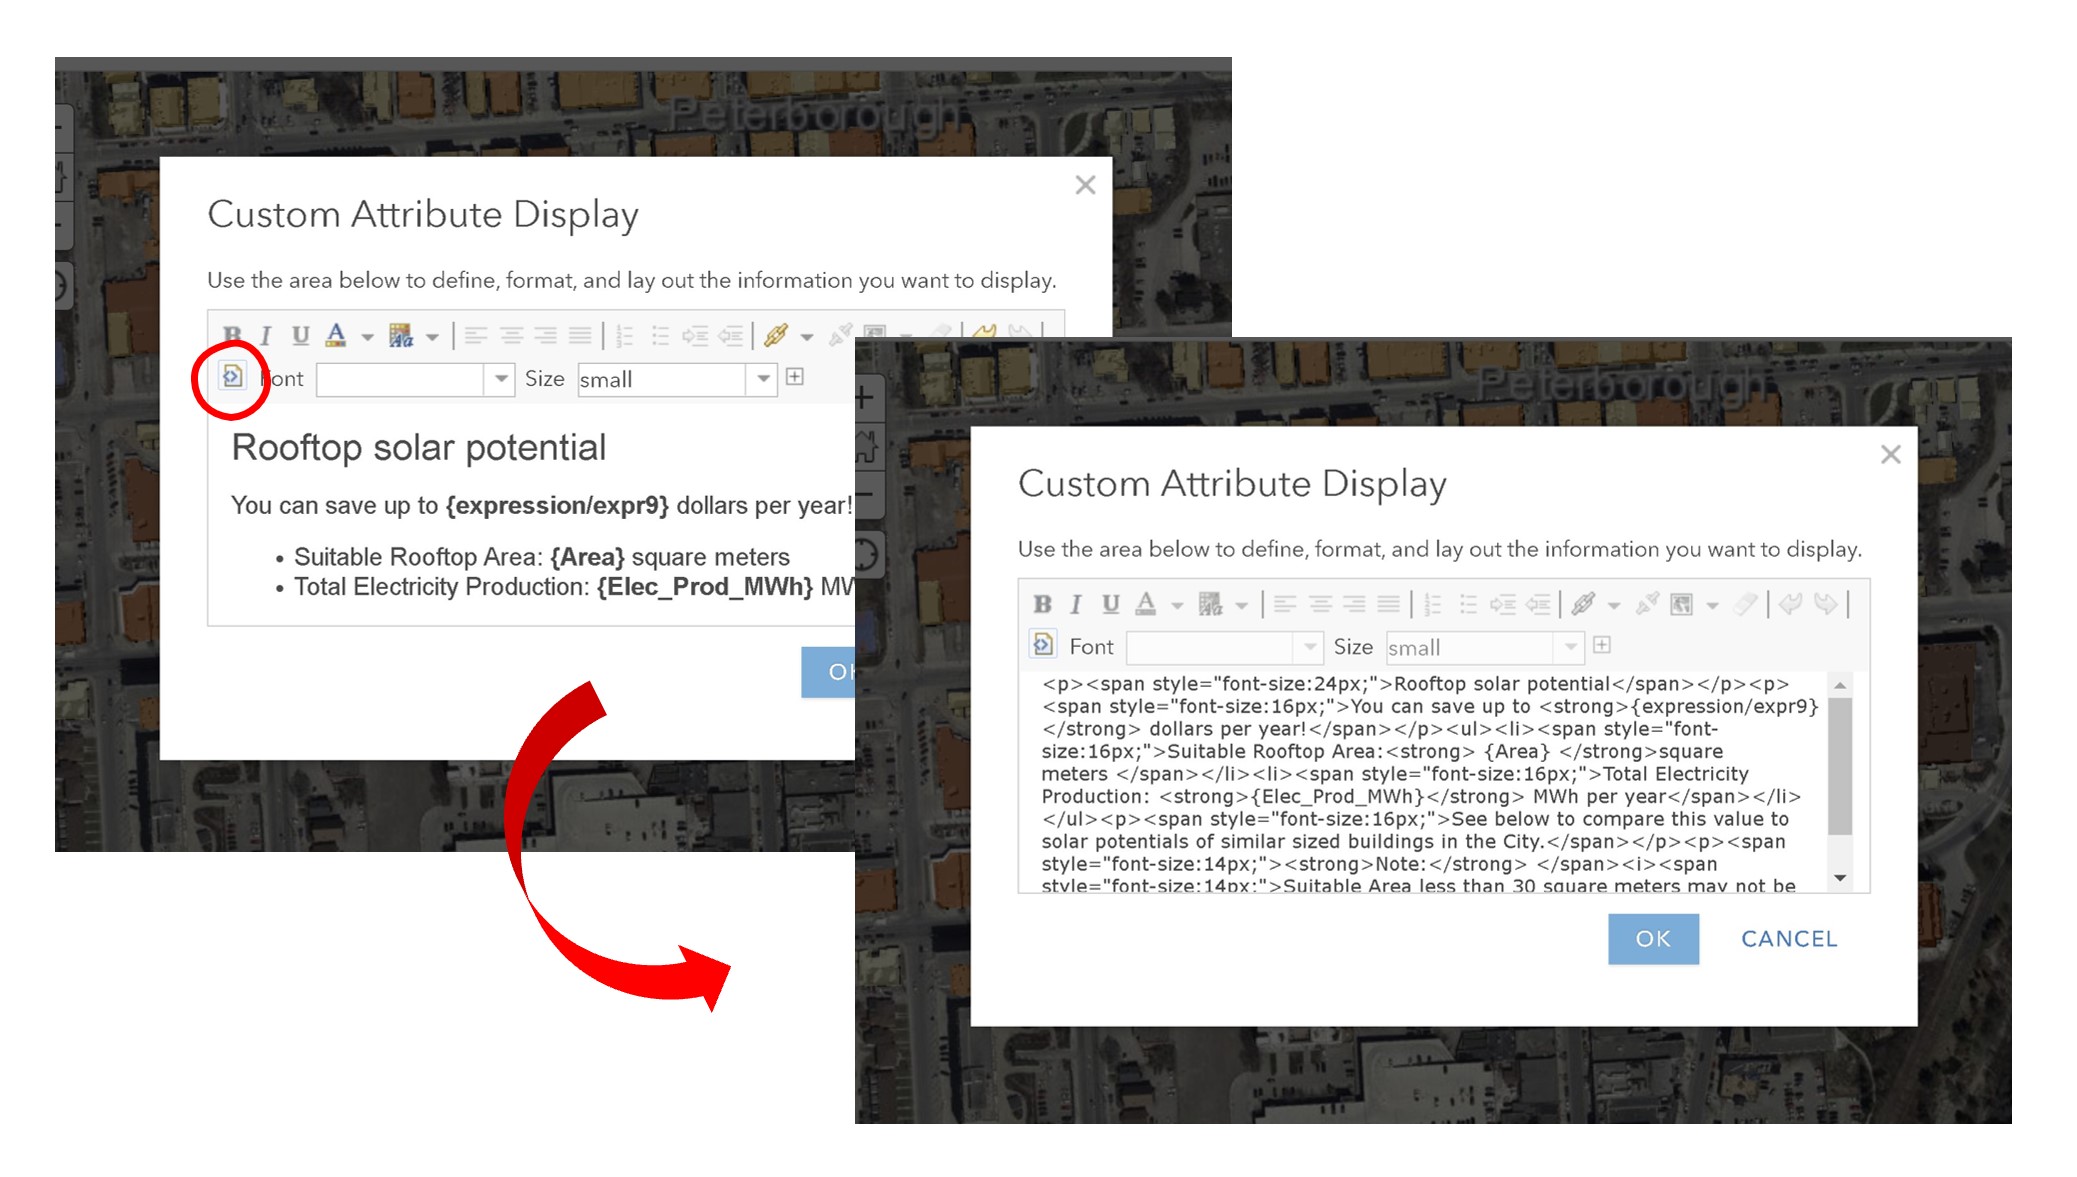 Peterborough
Custom Attribute Display
Use the area below to define, format, and lay out the information you want to display.
B I U A Aa
Font Size small
Rooftop solar potential
You can save up to {expression/expr9} dollars per year!
• Suitable Rooftop Area: {Area} square meters
• Total Electricity Production: {Elec_Prod_MWh} MW
OK
Peterborough
Custom Attribute Display
Use the area below to define, format, and lay out the information you want to display.
B I U A Aa
Font Size small
<p><span style="font-size:24px;">Rooftop solar potential</span></p><p>
<span style="font-size:16px;">You can save up to <strong>{expression/expr9}
</strong> dollars per year!</span></p><ul><li><span style="font-
size:16px;">Suitable Rooftop Area:<strong> {Area} </strong>square
meters </span></li><li><span style="font-size:16px;">Total Electricity
Production: <strong>{Elec_Prod_MWh}</strong> MWh per year</span></li>
</ul><p><span style="font-size:16px;">See below to compare this value to
solar potentials of similar sized buildings in the City.</span></p><p><span
style="font-size:14px;"><strong>Note:</strong> </span><i><span
style="font-size:14px;">Suitable Area less than 30 square meters may not be
OK CANCEL